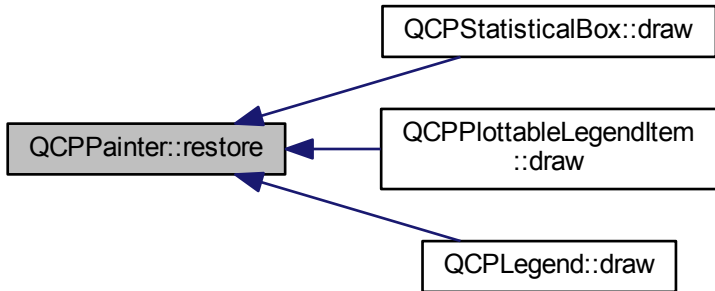 QCPStatisticalBox::draw
QCPPainter::restore
QCPPlottableLegendItem
::draw
QCPLegend::draw